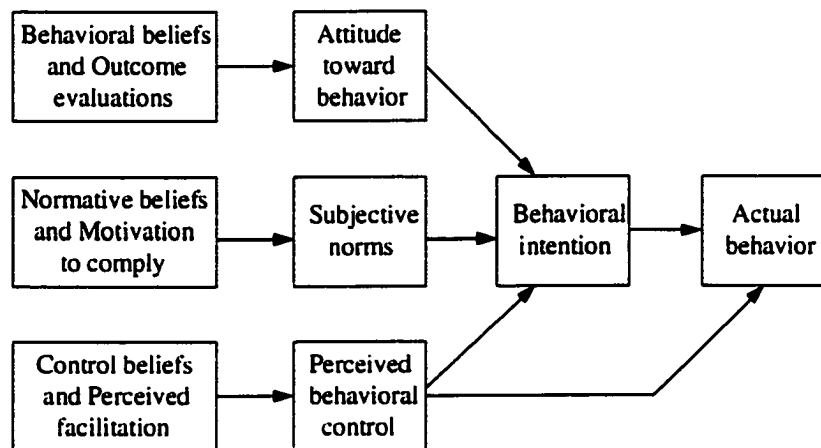 Behavioral beliefs
and Outcome
evaluations
Attitude
toward
behavior
Normative beliefs
and Motivation
to comply
Subjective
norms
Behavioral
intention
Actual
behavior
Control beliefs
and Perceived
facilitation
Perceived
behavioral
control